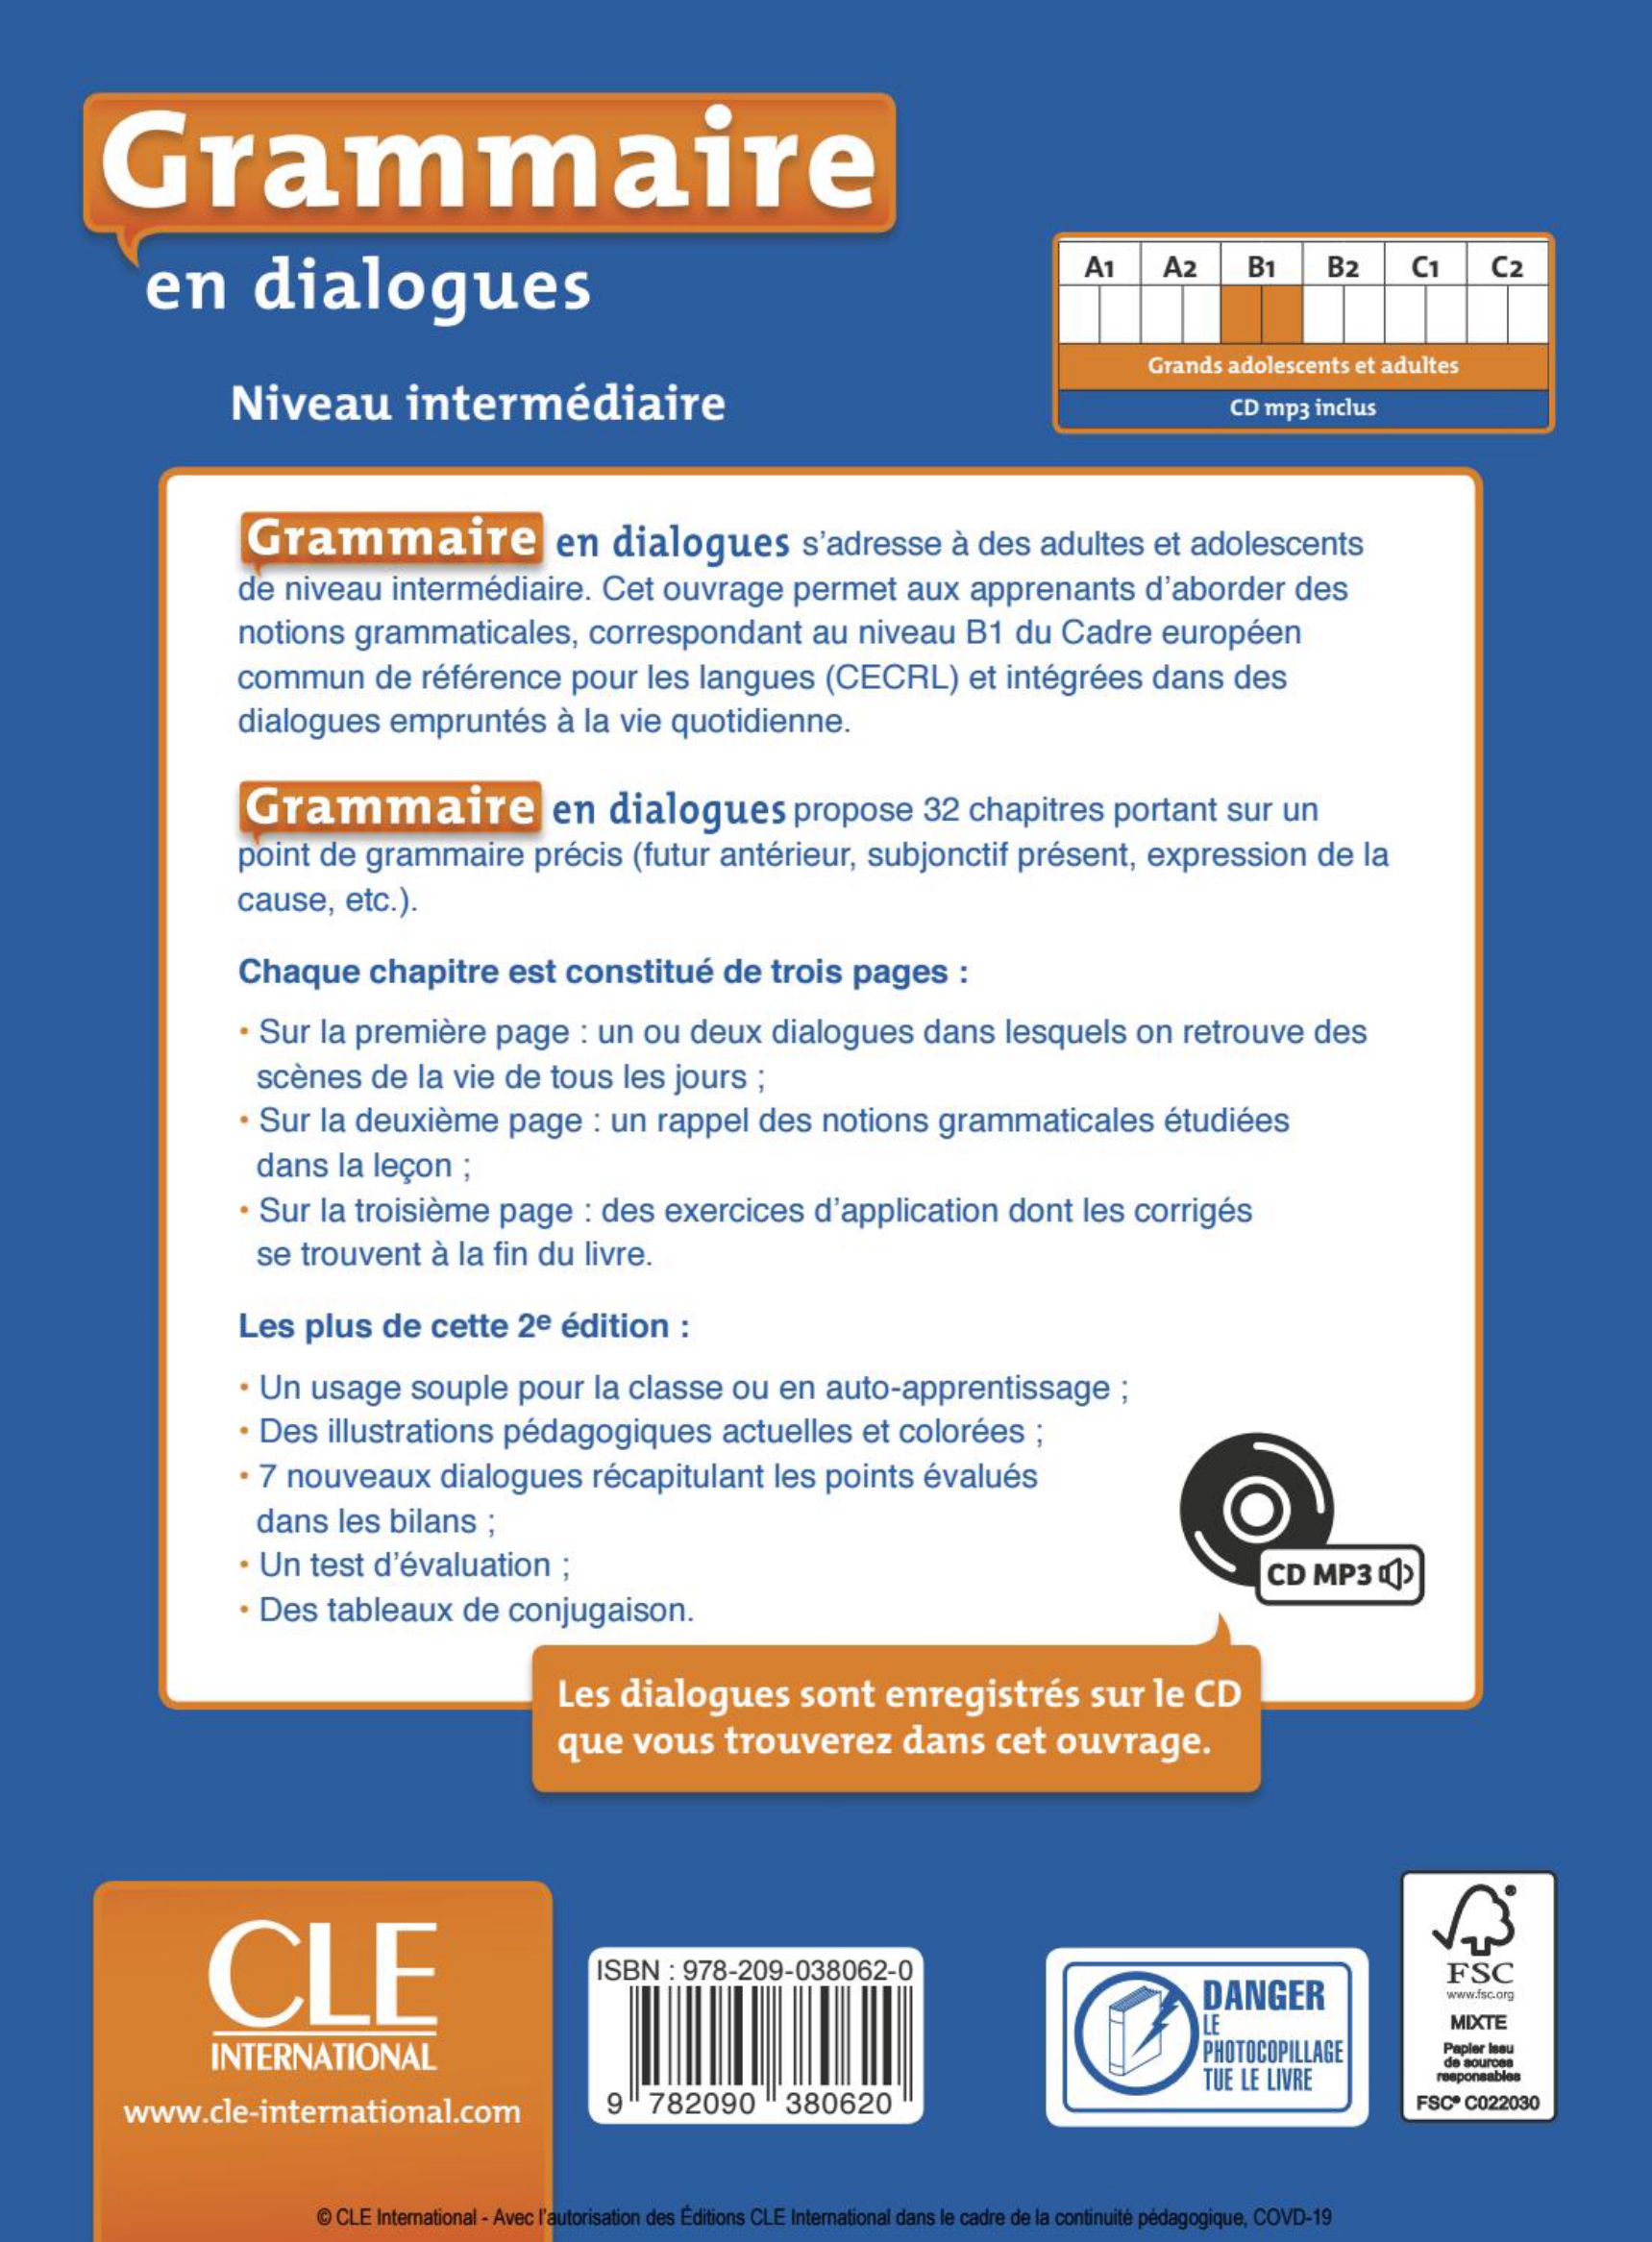 Grammaire
en dialogues
Niveau intermédiaire
A1 A2 B1 B2 C1 C2
Grands adolescents et adultes
CD mp3 inclus
Grammaire en dialogues s'adresse à des adultes et adolescents
de niveau intermédiaire. Cet ouvrage permet aux apprenants d'aborder des
notions grammaticales, correspondant au niveau B1 du Cadre européen
commun de référence pour les langues (CECRL) et intégrées dans des
dialogues empruntés à la vie quotidienne.
Grammaire en dialogues propose 32 chapitres portant sur un
point de grammaire précis (futur antérieur, subjonctif présent, expression de la
cause, etc.).
Chaque chapitre est constitué de trois pages :
• Sur la première page : un ou deux dialogues dans lesquels on retrouve des
scènes de la vie de tous les jours ;
• Sur la deuxième page : un rappel des notions grammaticales étudiées
dans la leçon ;
• Sur la troisième page : des exercices d'application dont les corrigés
se trouvent à la fin du livre.
Les plus de cette 2e édition :
• Un usage souple pour la classe ou en auto-apprentissage ;
• Des illustrations pédagogiques actuelles et colorées ;
• 7 nouveaux dialogues récapitulant les points évalués
dans les bilans ;
• Un test d'évaluation ;
• Des tableaux de conjugaison.
CD MP3
Les dialogues sont enregistrés sur le CD
que vous trouverez dans cet ouvrage.
CLE
INTERNATIONAL
www.cle-international.com
ISBN : 978-209-038062-0
9 782090 380620
DANGER
LE
PHOTOCOPILLAGE
TUE LE LIVRE
FSC
www.fsc.org
MIXTE
Papier issu
de sources
responsables
FSC® C022030
© CLE International - Avec l'autorisation des Éditions CLE International dans le cadre de la continuité pédagogique, COVD-19